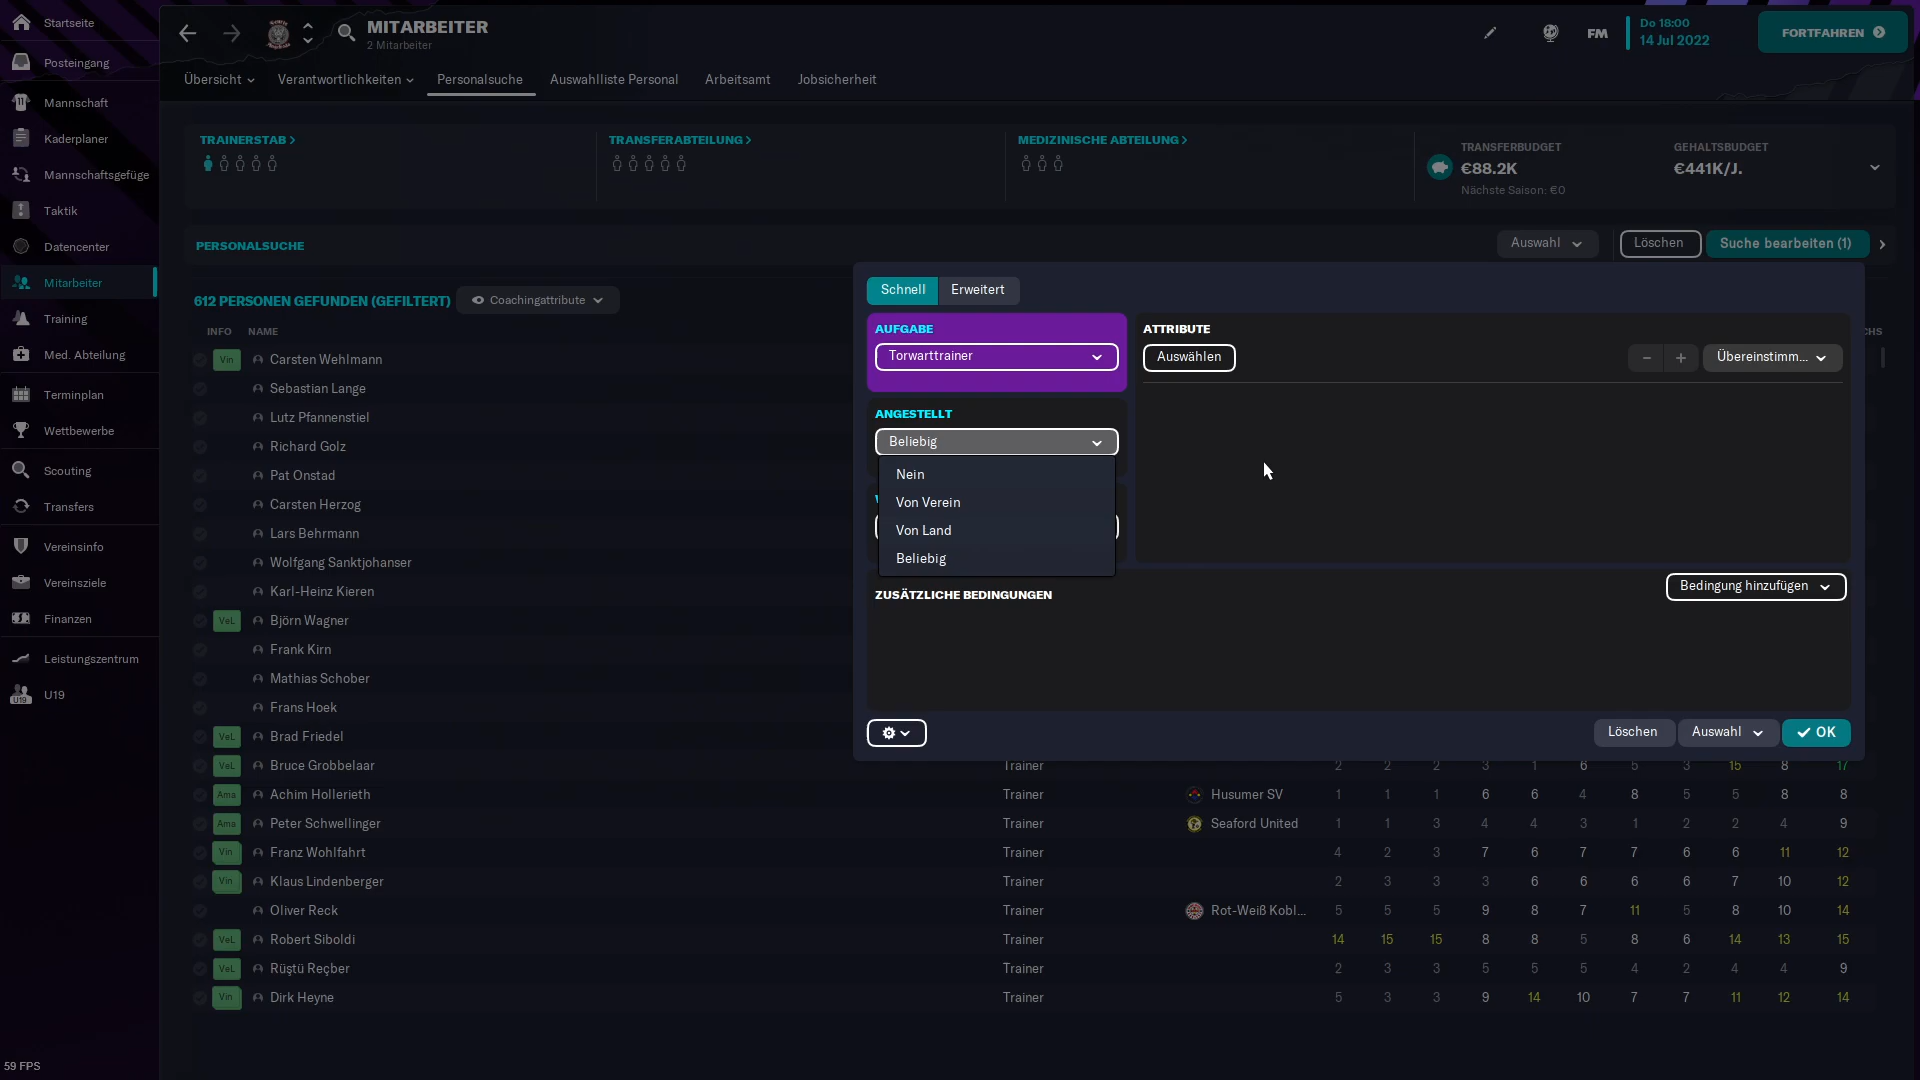 Startseite
Posteingang
Mannschaft
Kaderplaner
Mannschaftsgefüge
Taktik
Datencenter
Mitarbeiter
Training
Med. Abteilung
Terminplan
Wettbewerbe
Scouting
Transfers
Vereinsinfo
Vereinsziele
Finanzen
Leistungszentrum
U19
59 FPS
MITARBEITER
2 Mitarbeiter
FM
Do 18:00
14 Jul 2022
FORTFAHREN
Übersicht Verantwortlichkeiten Personalsuche Auswahlliste Personal Arbeitsamt Jobsicherheit
TRAINERSTAB > TRANSFERABTEILUNG > MEDIZINISCHE ABTEILUNG >
TRANSFERBUDGET GEHALTSBUDGET
€88.2K €441K/J.
Nächste Saison: €0
PERSONALSUCHE Auswahl Löschen Suche bearbeiten (1)
612 PERSONEN GEFUNDEN (GEFILTERT) Coachingattribute
INFO NAME CHS
Vin Carsten Wehlmann
Sebastian Lange
Lutz Pfannenstiel
Richard Golz
Pat Onstad
Carsten Herzog
Lars Behrmann
Wolfgang Sanktjohanser
Karl-Heinz Kieren
VeL Björn Wagner
Frank Kirn
Mathias Schober
Frans Hoek
VeL Brad Friedel
VeL Bruce Grobbelaar Trainer 2 2 2 3 1 6 5 3 15 8 17
Ama Achim Hollerieth Trainer Husumer SV 1 1 1 6 6 4 8 5 5 8 8
Ama Peter Schwellinger Trainer Seaford United 1 1 3 4 4 3 1 2 2 4 9
Vin Franz Wohlfahrt Trainer 4 2 3 7 6 7 7 6 6 11 12
Vin Klaus Lindenberger Trainer 2 3 3 3 6 6 6 6 7 10 12
Oliver Reck Trainer Rot-Weiß Kobl... 5 5 5 9 8 7 11 5 8 10 14
VeL Robert Siboldi Trainer 14 15 15 8 8 5 8 6 14 13 15
VeL Rüştü Reçber Trainer 2 3 3 5 5 5 4 2 4 4 9
Vin Dirk Heyne Trainer 5 3 3 9 14 10 7 7 11 12 14
Schnell Erweitert
AUFGABE
Torwarttrainer
ANGESTELLT
Beliebig
Nein
Von Verein
Von Land
Beliebig
ATTRIBUTE
Auswählen
− + Übereinstimm...
ZUSÄTZLICHE BEDINGUNGEN
Bedingung hinzufügen
Löschen Auswahl OK